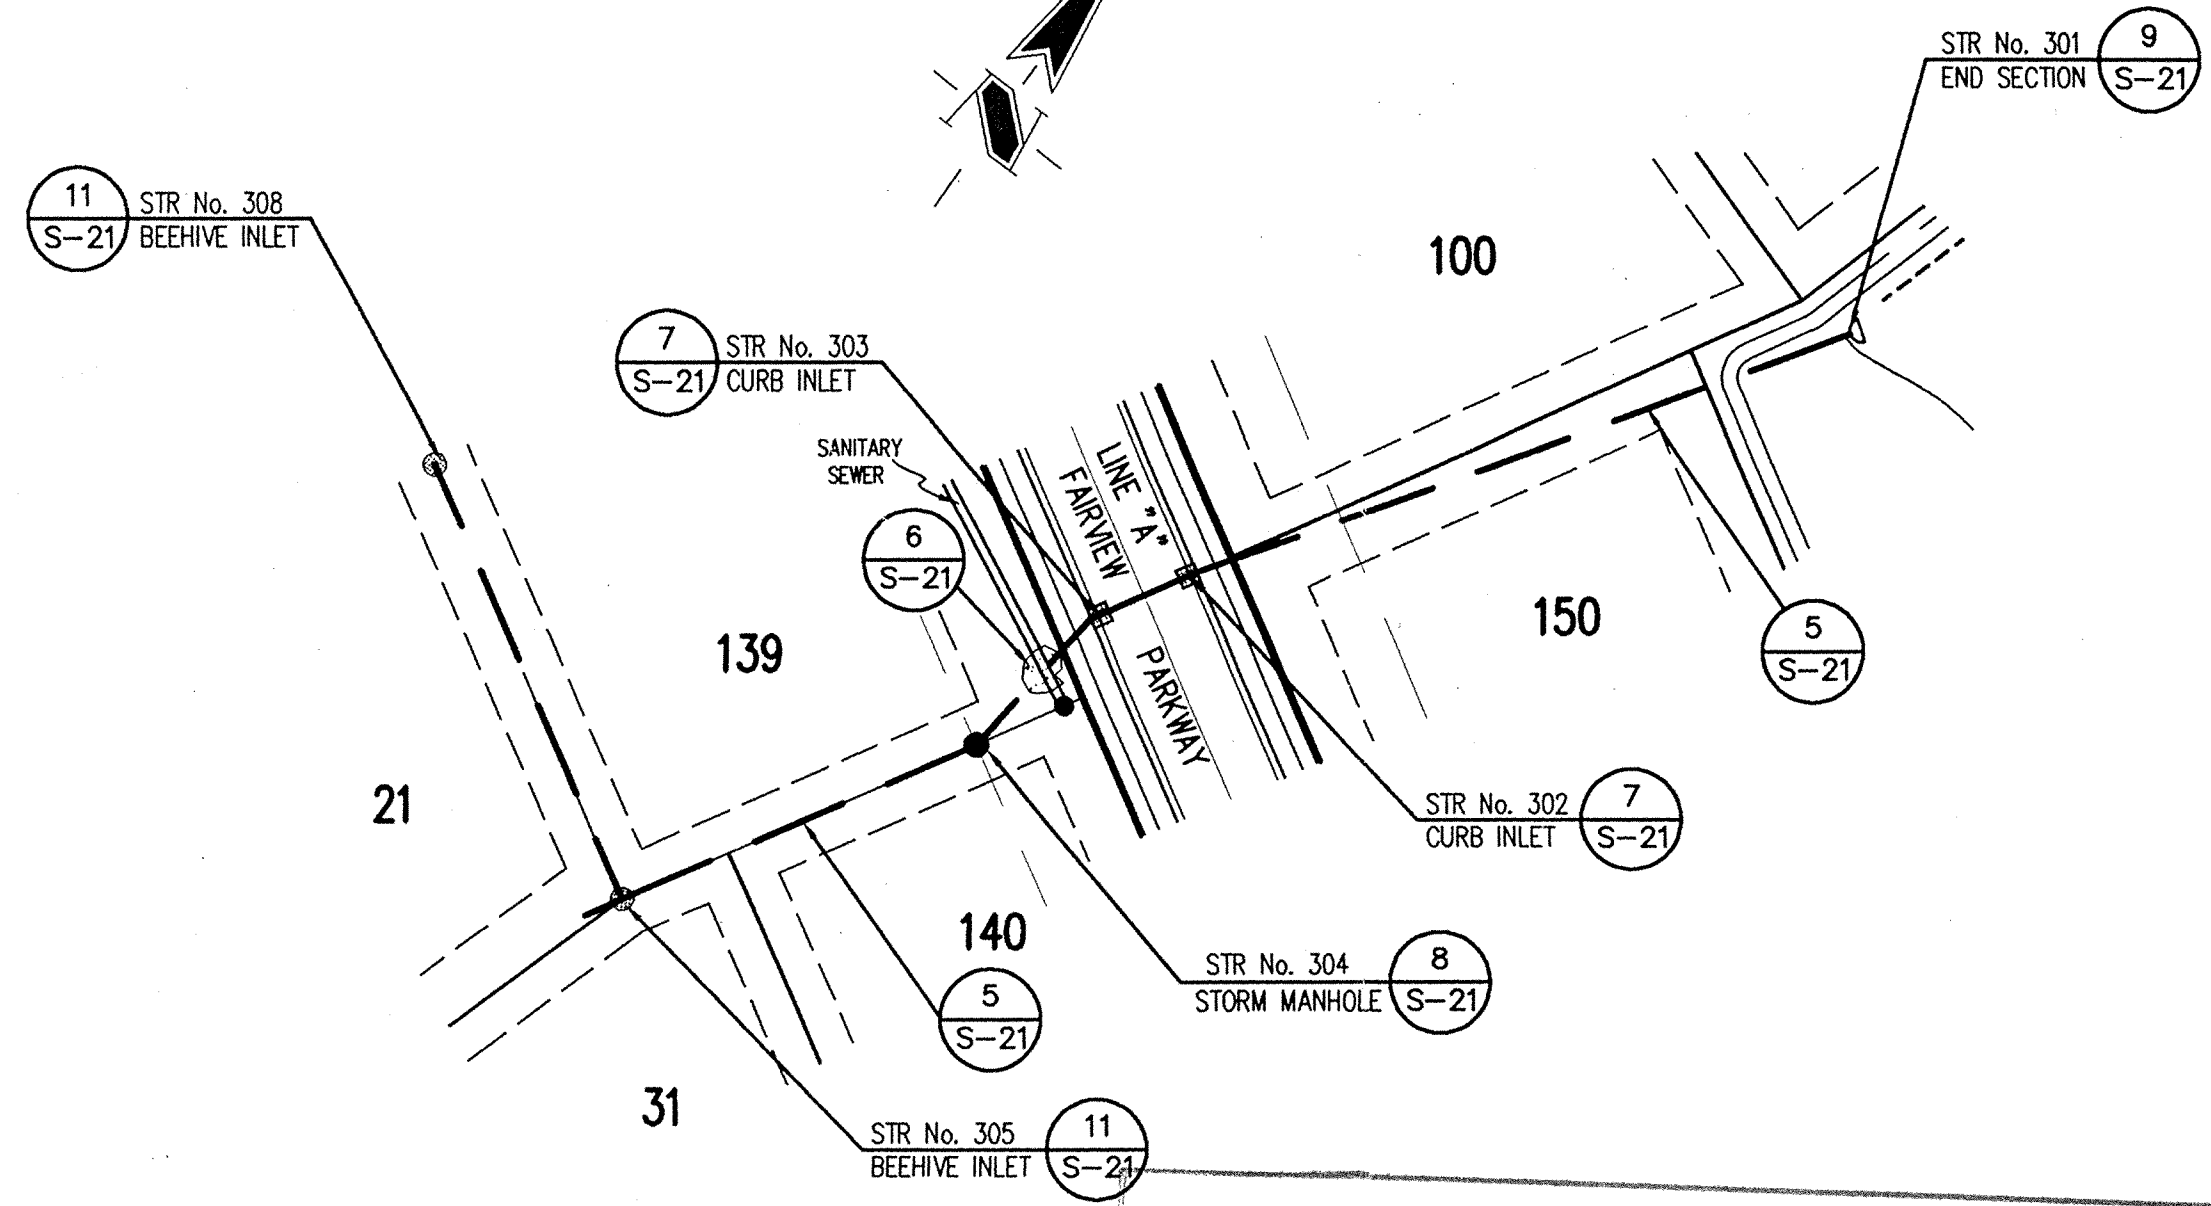 STR No. 301
END SECTION
9
S-21
11
S-21
STR No. 308
BEEHIVE INLET
100
7
S-21
STR No. 303
CURB INLET
SANITARY
SEWER
LINE "A"
FAIRVIEW
PARKWAY
6
S-21
139
150
5
S-21
21
STR No. 302
CURB INLET
7
S-21
140
STR No. 304
STORM MANHOLE
8
S-21
5
S-21
31
STR No. 305
BEEHIVE INLET
11
S-21